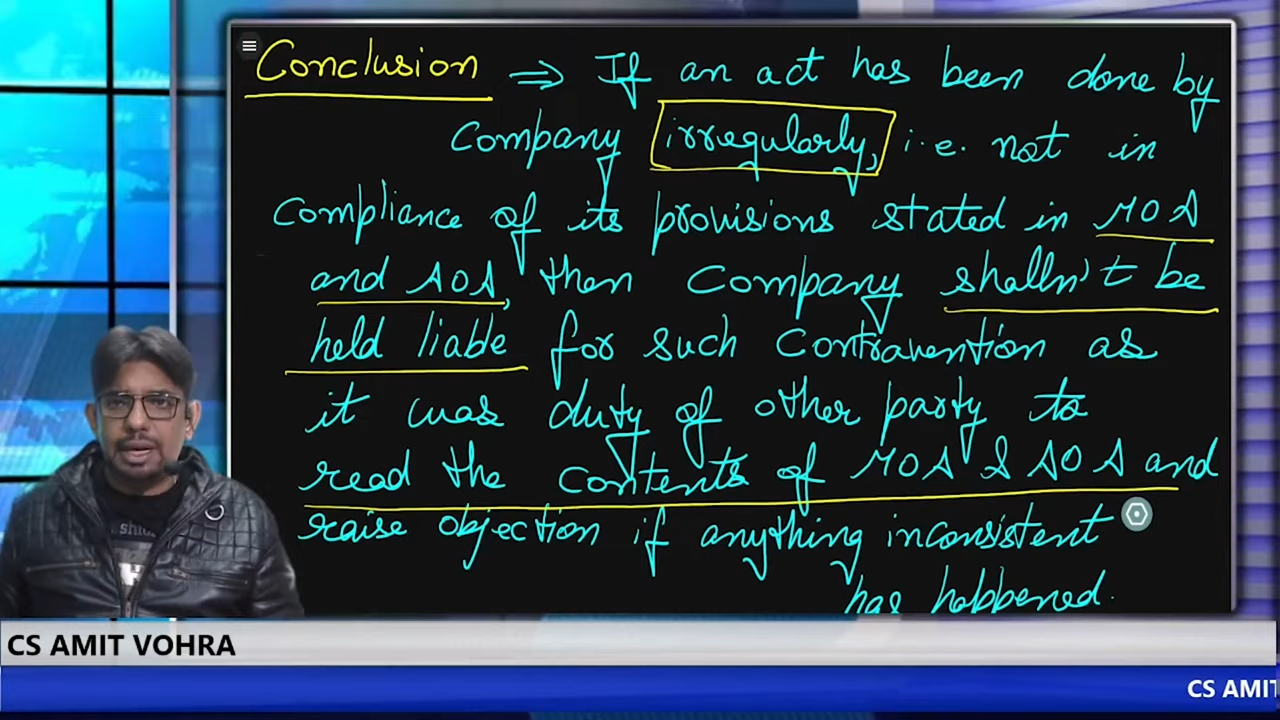 Conclusion ⇒ If an act has been done by
Company irregularly, i.e. not in
Compliance of its provisions stated in MOA
and AOA, then Company shalln't be
held liable for such contravention as
it was duty of other party to
read the contents of MOA & AOA and
raise objection if anything inconsistent
has happened.
CS AMIT VOHRA
CS AMIT